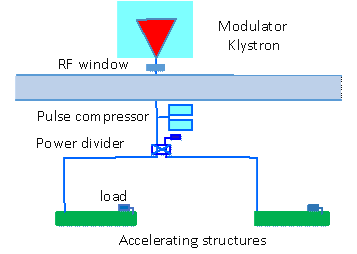 Modulator
Klystron
RF window
Pulse compressor
Power divider
load
Accelerating structures